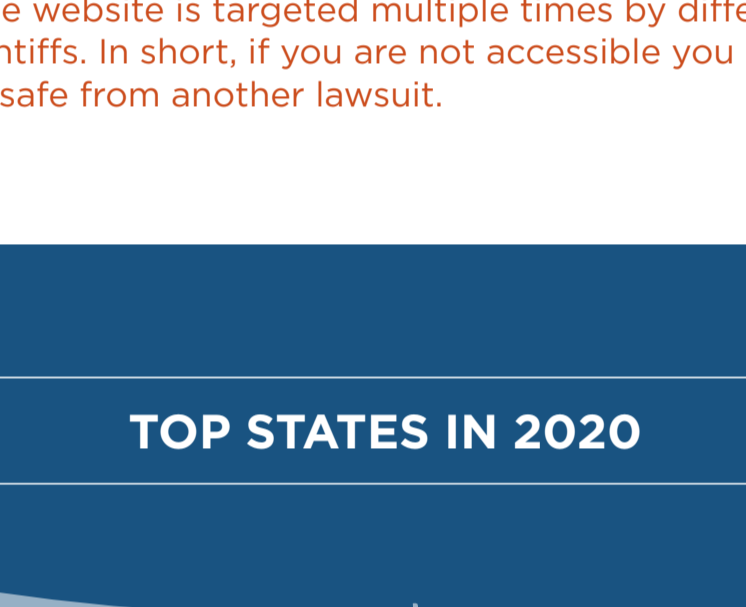 e website is targeted multiple times by diffe
ntiffs. In short, if you are not accessible you
safe from another lawsuit.
TOP STATES IN 2020